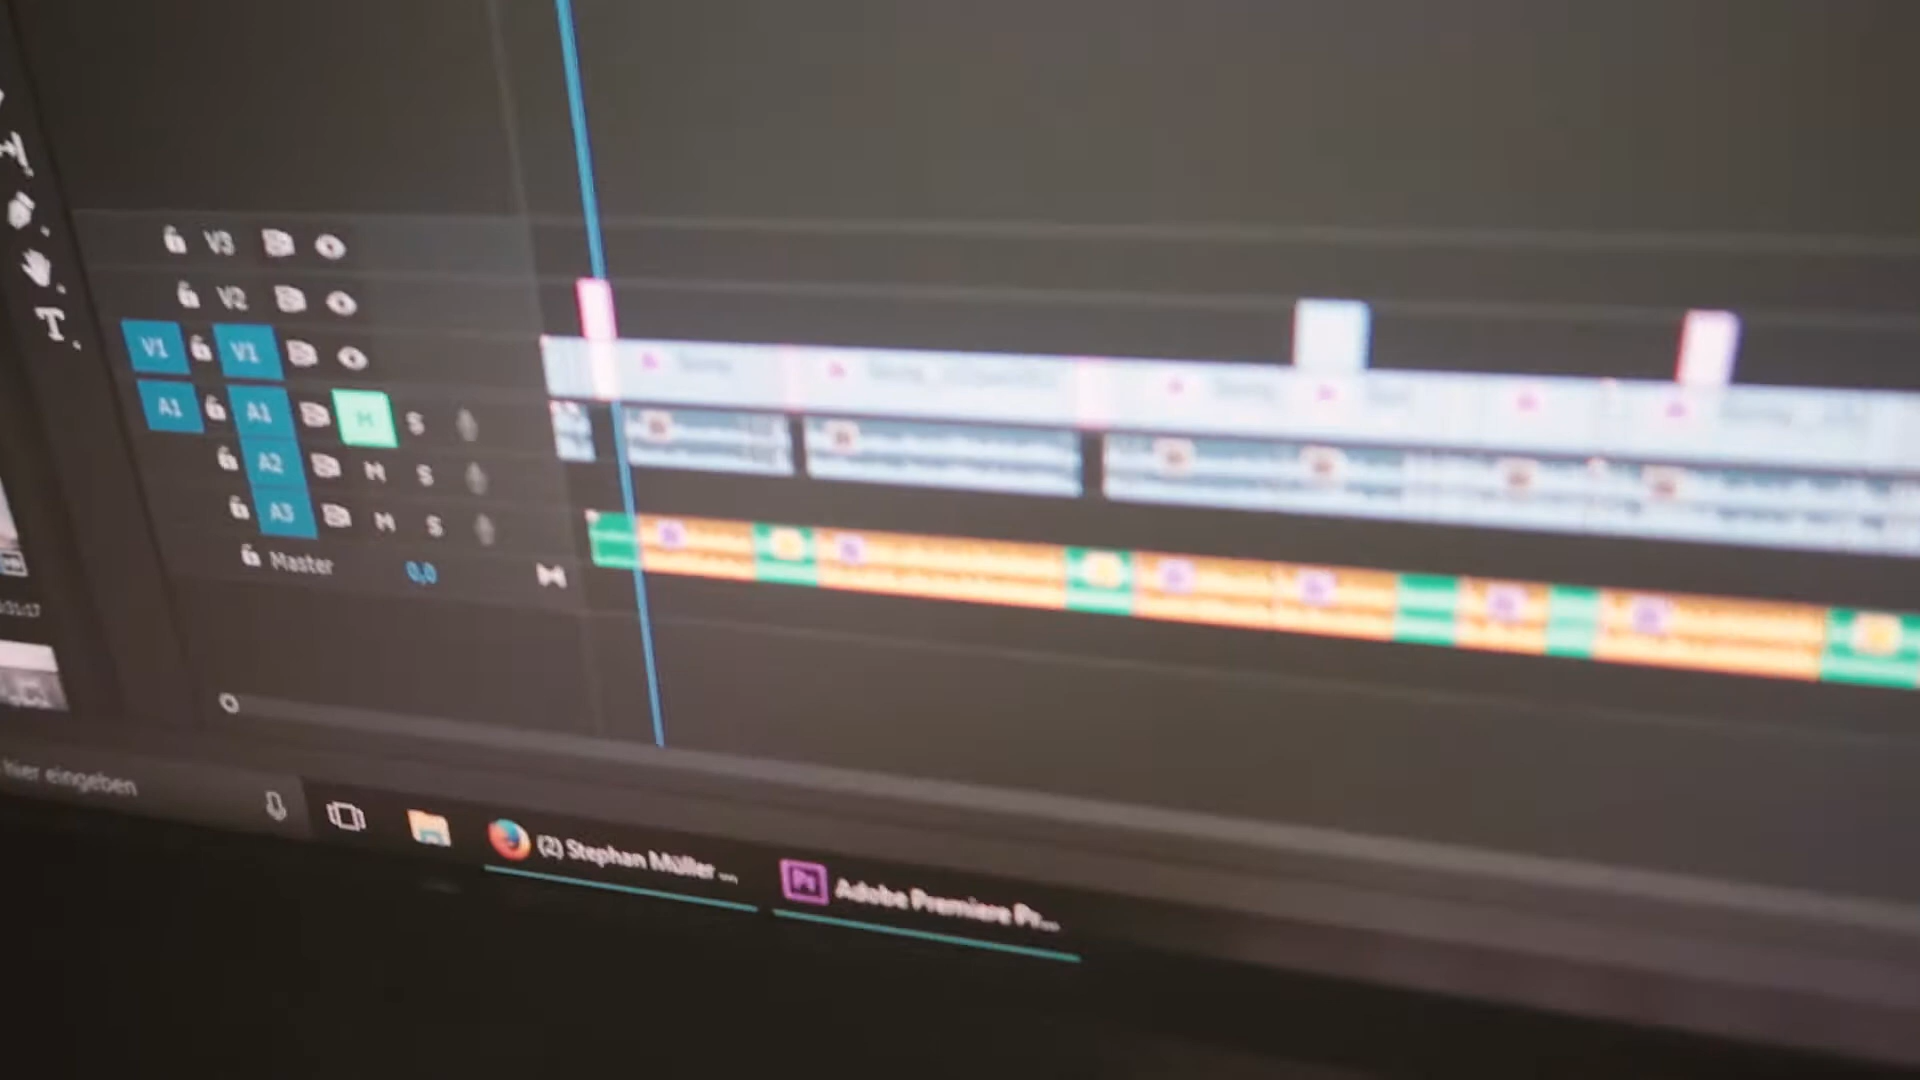 V3
V2
V1 V1
A1 A1 M S
A2 M S
A3 M S
Master 0,0
T
hier eingeben
(2) Stephan Müller ...
Pr Adobe Premiere Pr...